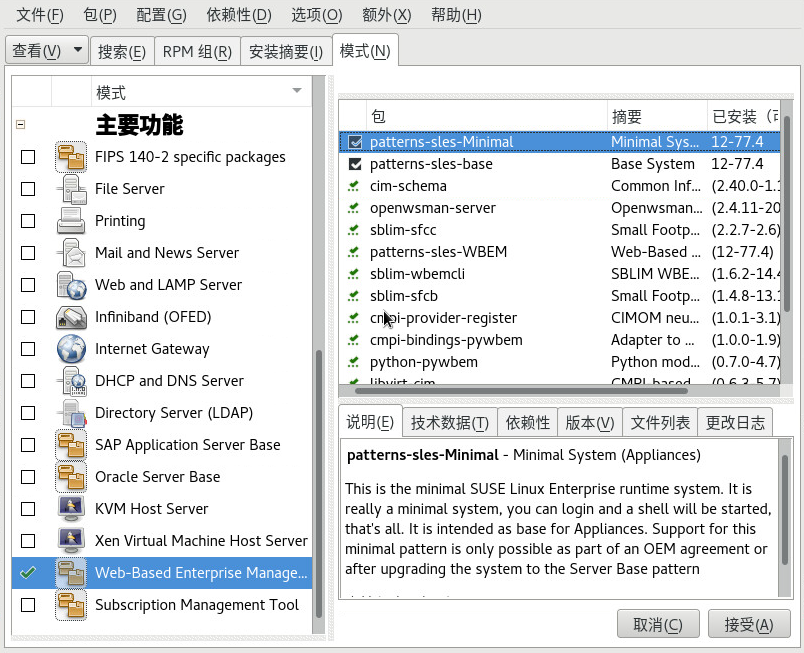 文件(F) 包(P) 配置(G) 依赖性(D) 选项(O) 额外(X) 帮助(H)
查看(V) 搜索(E) RPM 组(R) 安装摘要(I) 模式(N)
模式
主要功能
FIPS 140-2 specific packages
File Server
Printing
Mail and News Server
Web and LAMP Server
Infiniband (OFED)
Internet Gateway
DHCP and DNS Server
Directory Server (LDAP)
SAP Application Server Base
Oracle Server Base
KVM Host Server
Xen Virtual Machine Host Server
Web-Based Enterprise Manage...
Subscription Management Tool
包 摘要 已安装
patterns-sles-Minimal Minimal Sys... 12-77.4
patterns-sles-base Base System 12-77.4
cim-schema Common Inf... (2.40.0-1.1
openwsman-server Openwsman... (2.4.11-20
sblim-sfcc Small Footp... (2.2.7-2.6)
patterns-sles-WBEM Web-Based ... (12-77.4)
sblim-wbemcli SBLIM WBE... (1.6.2-14.4
sblim-sfcb Small Footp... (1.4.8-13.1
cmpi-provider-register CIMOM neu... (1.0.1-3.1)
cmpi-bindings-pywbem Adapter to ... (1.0.0-1.9)
python-pywbem Python mod... (0.7.0-4.7)
libvirt-cim CMPI-based (0.6.3-5.7)
说明(E) 技术数据(T) 依赖性 版本(V) 文件列表 更改日志
patterns-sles-Minimal - Minimal System (Appliances)
This is the minimal SUSE Linux Enterprise runtime system. It is
really a minimal system, you can login and a shell will be started,
that's all. It is intended as base for Appliances. Support for this
minimal pattern is only possible as part of an OEM agreement or
after upgrading the system to the Server Base pattern
取消(C) 接受(A)